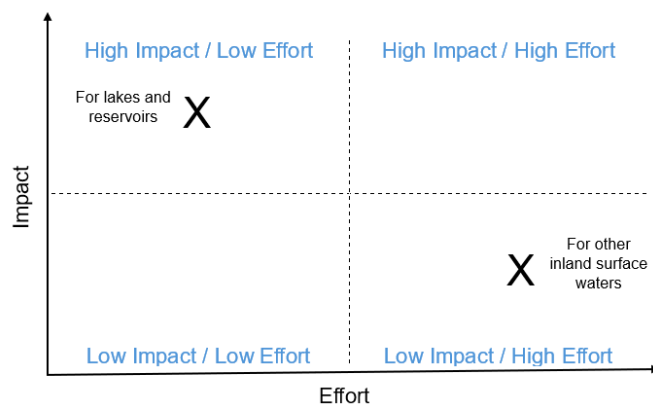 High Impact / Low Effort
High Impact / High Effort
For lakes and
reservoirs
X
Impact
X
For other
inland surface
waters
Low Impact / Low Effort
Low Impact / High Effort
Effort